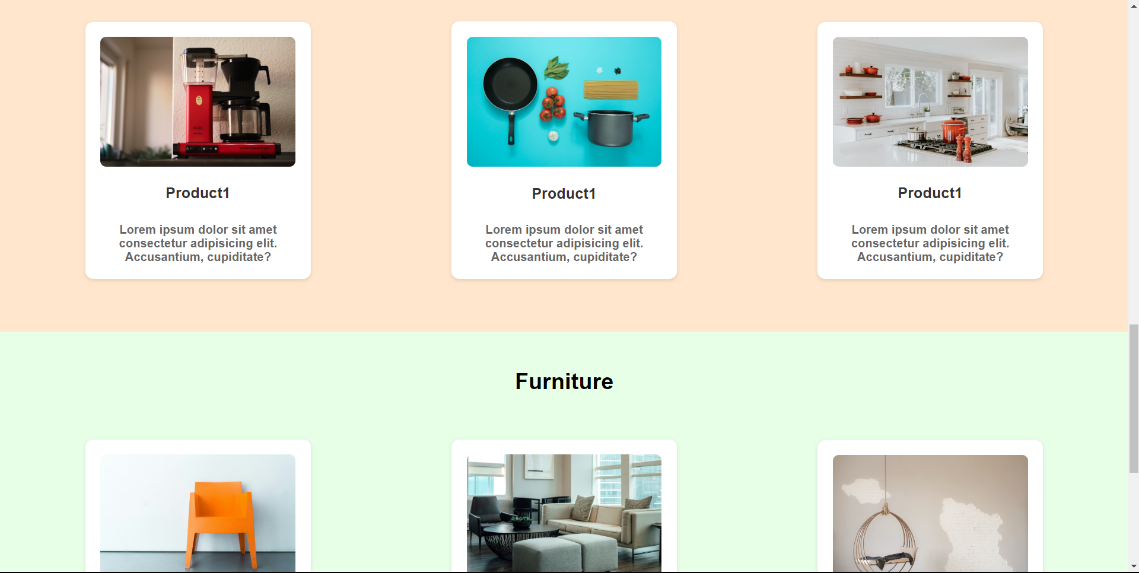 Product1
Lorem ipsum dolor sit amet
consectetur adipisicing elit.
Accusantium, cupiditate?
Product1
Lorem ipsum dolor sit amet
consectetur adipisicing elit.
Accusantium, cupiditate?
Product1
Lorem ipsum dolor sit amet
consectetur adipisicing elit.
Accusantium, cupiditate?
Furniture